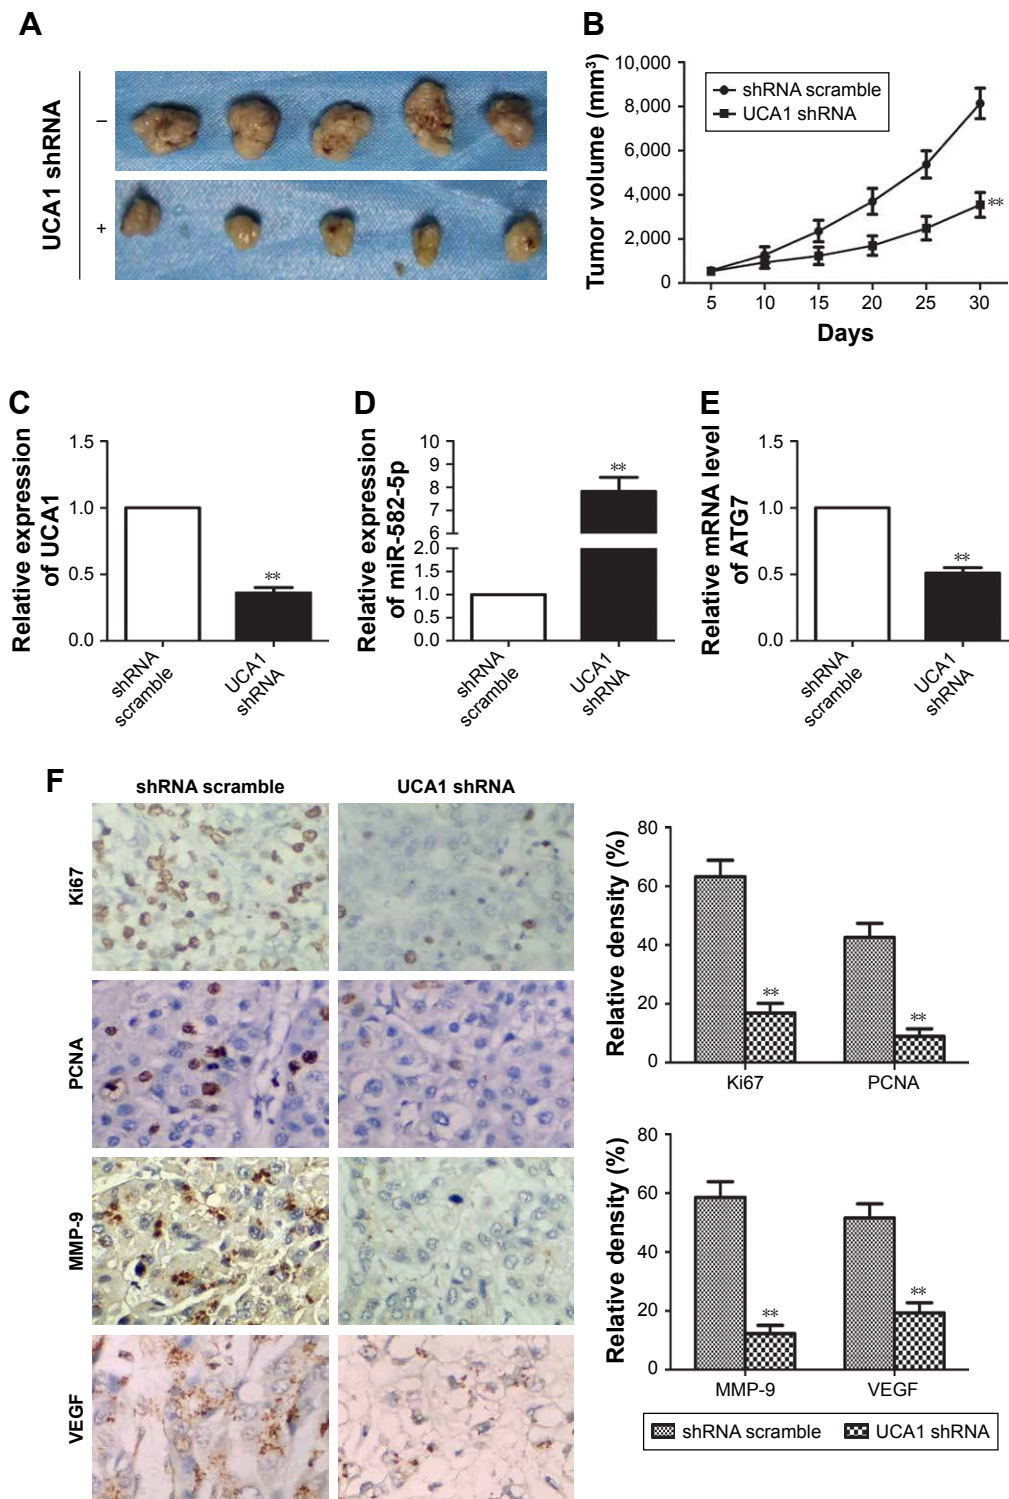 A
UCA1 shRNA
–
+
B
Tumor volume (mm³)
10,000
8,000
6,000
4,000
2,000
0
shRNA scramble
UCA1 shRNA
**
5 10 15 20 25 30
Days
C
Relative expression
of UCA1
1.5
1.0
0.5
0.0
**
shRNA
scramble
UCA1
shRNA
D
Relative expression
of miR-582-5p
10
9
8
7
6
2.0
1.5
1.0
0.5
0.0
**
shRNA
scramble
UCA1
shRNA
E
Relative mRNA level
of ATG7
1.5
1.0
0.5
0.0
**
shRNA
scramble
UCA1
shRNA
F
shRNA scramble UCA1 shRNA
Ki67
PCNA
MMP-9
VEGF
Relative density (%)
80
60
40
20
0
**
**
Ki67 PCNA
Relative density (%)
80
60
40
20
0
**
**
MMP-9 VEGF
shRNA scramble UCA1 shRNA